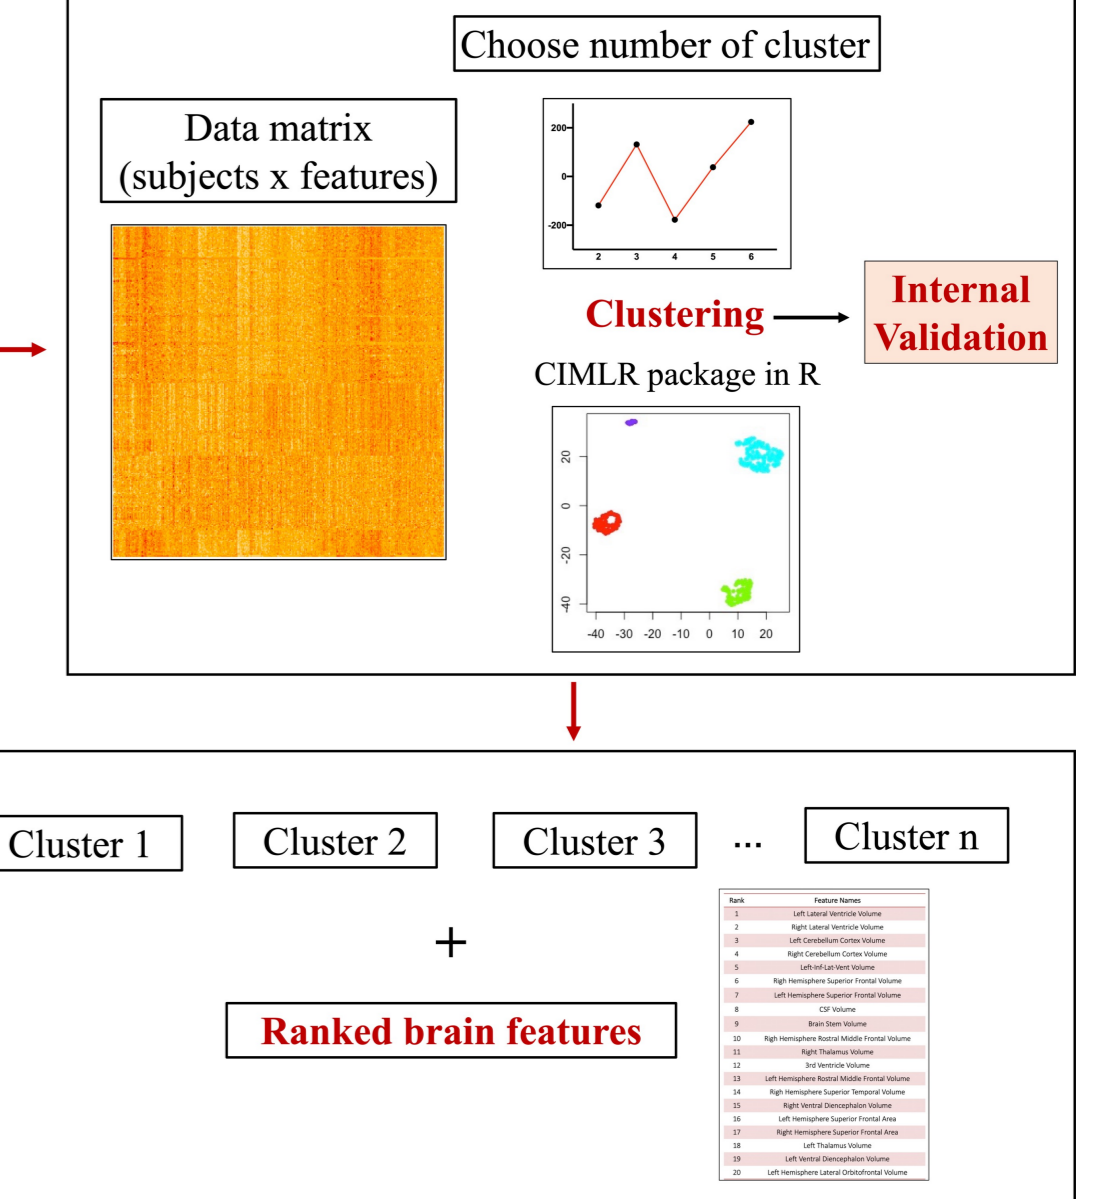 Choose number of cluster
Data matrix
(subjects x features)
200
0
-200
2 3 4 5 6
Clustering
Internal
Validation
CIMLR package in R
20
0
-20
-40
-40 -30 -20 -10 0 10 20
Cluster 1
Cluster 2
Cluster 3
...
Cluster n
+
Ranked brain features
Rank Feature Names
1 Left Lateral Ventricle Volume
2 Right Lateral Ventricle Volume
3 Left Cerebellum Cortex Volume
4 Right Cerebellum Cortex Volume
5 Left-Inf-Lat-Vent Volume
6 Righ Hemisphere Superior Frontal Volume
7 Left Hemisphere Superior Frontal Volume
8 CSF Volume
9 Brain Stem Volume
10 Righ Hemisphere Rostral Middle Frontal Volume
11 Right Thalamus Volume
12 3rd Ventricle Volume
13 Left Hemisphere Rostral Middle Frontal Volume
14 Righ Hemisphere Superior Temporal Volume
15 Right Ventral Diencephalon Volume
16 Left Hemisphere Superior Frontal Area
17 Right Hemisphere Superior Frontal Area
18 Left Thalamus Volume
19 Left Ventral Diencephalon Volume
20 Left Hemisphere Lateral Orbitofrontal Volume